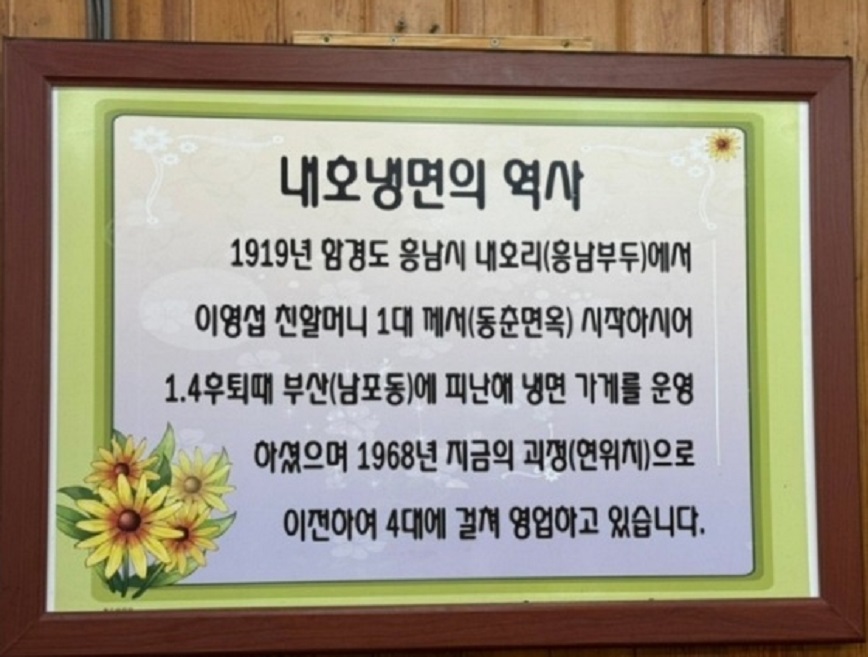 내호냉면의 역사
1919년 함경도 흥남시 내호리(흥남부두)에서
이영섭 친할머니 1대 께서(동춘면옥) 시작하시어
1.4후퇴때 부산(남포동)에 피난해 냉면 가게를 운영
하셨으며 1968년 지금의 괴정(현위치)으로
이전하여 4대에 걸쳐 영업하고 있습니다.